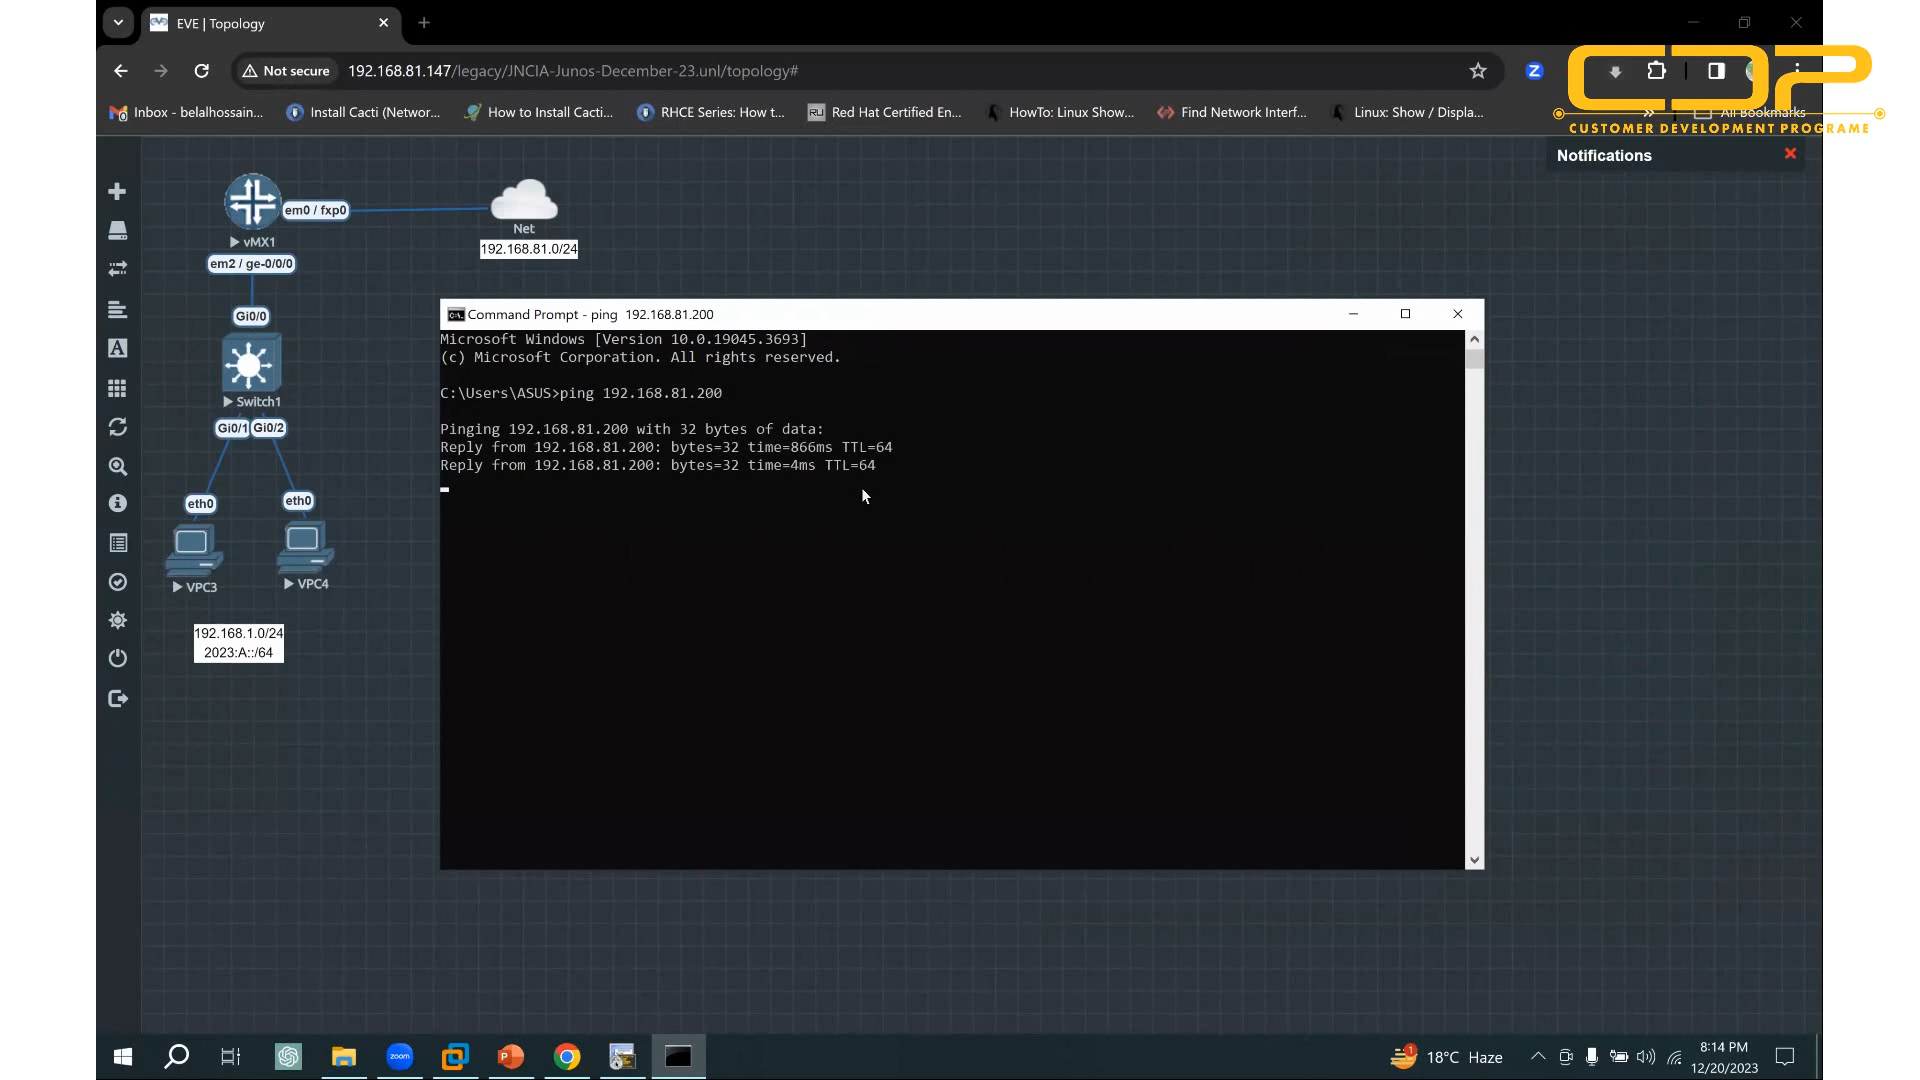 EVE | Topology
Not secure
192.168.81.147/legacy/JNCIA-Junos-December-23.unl/topology#
Inbox - belalhossain...
Install Cacti (Networ...
How to Install Cacti...
RHCE Series: How t...
Red Hat Certified En...
HowTo: Linux Show...
Find Network Interf...
Linux: Show / Displa...
All Bookmarks
CDP
CUSTOMER DEVELOPMENT PROGRAME
Notifications
em0 / fxp0
Net
192.168.81.0/24
vMX1
em2 / ge-0/0/0
Gi0/0
Switch1
Gi0/1
Gi0/2
eth0
eth0
VPC3
VPC4
192.168.1.0/24
2023:A::/64
Command Prompt - ping 192.168.81.200
Microsoft Windows [Version 10.0.19045.3693]
(c) Microsoft Corporation. All rights reserved.
C:\Users\ASUS>ping 192.168.81.200
Pinging 192.168.81.200 with 32 bytes of data:
Reply from 192.168.81.200: bytes=32 time=866ms TTL=64
Reply from 192.168.81.200: bytes=32 time=4ms TTL=64
zoom
1
18°C Haze
8:14 PM
12/20/2023